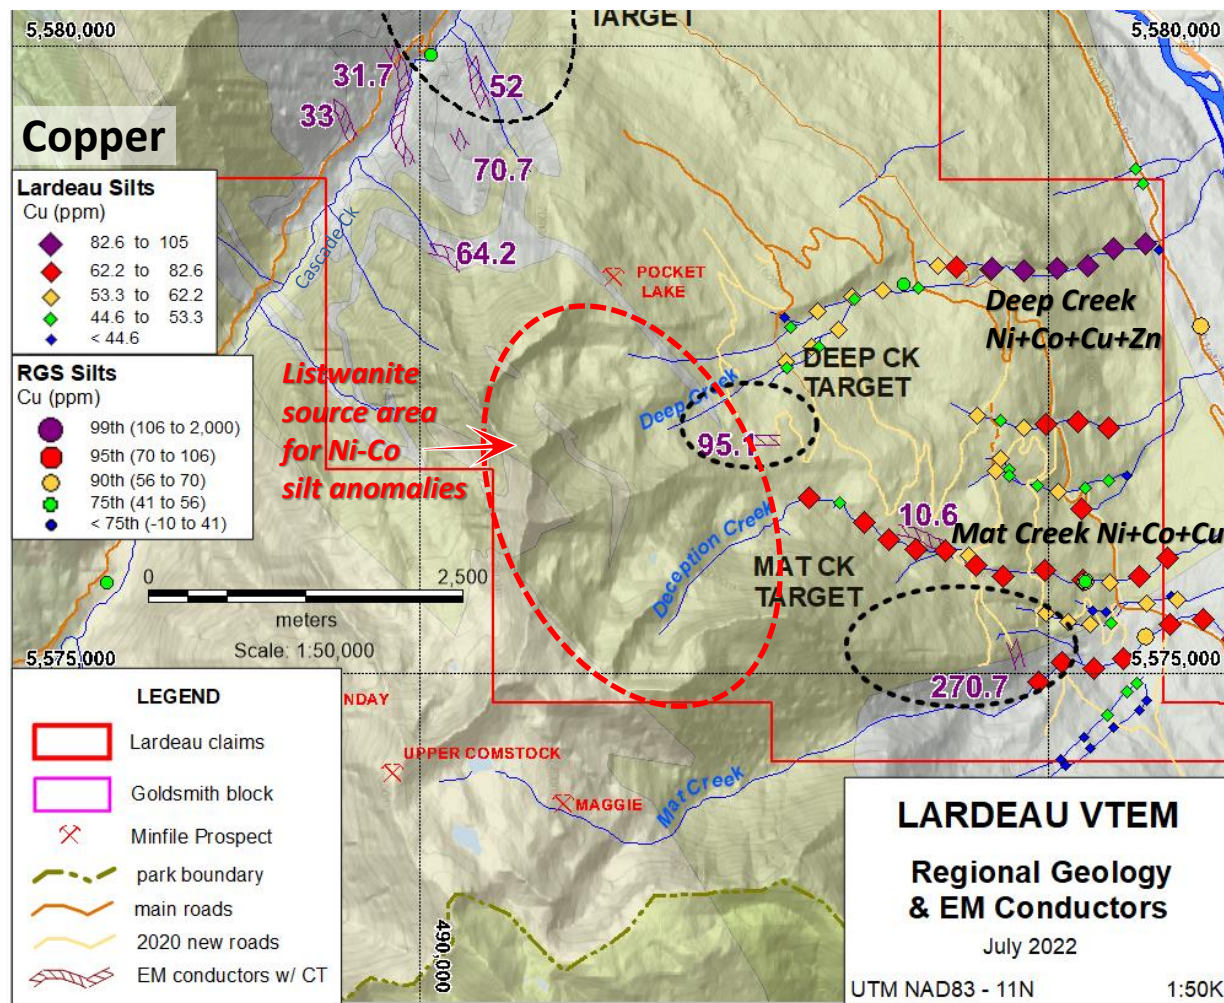 TARGET
5,580,000
5,580,000
31.7
52
33
Copper
70.7
Lardeau Silts
Cu (ppm)
82.6 to 105
62.2 to 82.6
53.3 to 62.2
44.6 to 53.3
< 44.6
Cascade Ck
64.2
POCKET
LAKE
Deep Creek
Ni+Co+Cu+Zn
RGS Silts
Cu (ppm)
99th (106 to 2,000)
95th (70 to 106)
90th (56 to 70)
75th (41 to 56)
< 75th (-10 to 41)
Listwanite
source area
for Ni-Co
silt anomalies
DEEP CK
TARGET
Deep Creek
95.1
10.6
Mat Creek Ni+Co+Cu
Deception Creek
MAT CK
TARGET
0
2,500
meters
Scale: 1:50,000
5,575,000
5,575,000
270.7
LEGEND
Lardeau claims
Goldsmith block
Minfile Prospect
park boundary
main roads
2020 new roads
EM conductors w/ CT
NDAY
UPPER COMSTOCK
MAGGIE
Mat Creek
490,000
LARDEAU VTEM
Regional Geology
& EM Conductors
July 2022
UTM NAD83 - 11N
1:50K